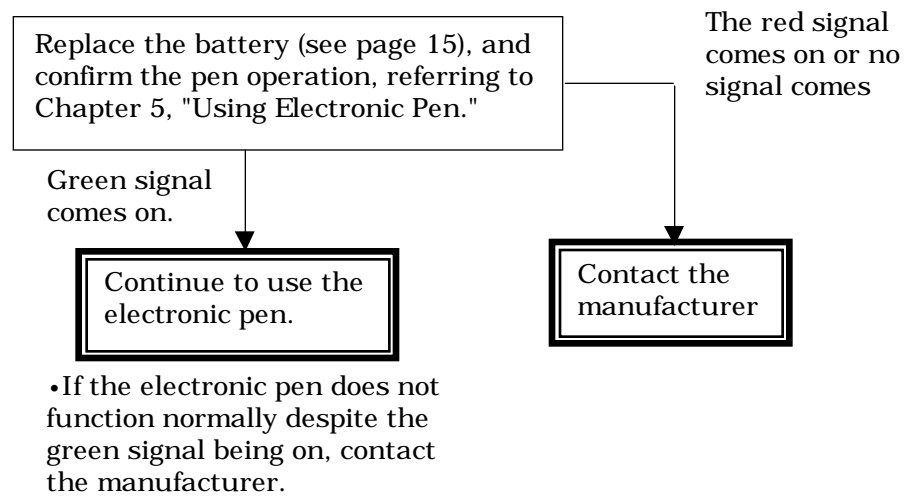 Replace the battery (see page 15), and
confirm the pen operation, referring to
Chapter 5, "Using Electronic Pen."
The red signal
comes on or no
signal comes
Green signal
comes on.
Continue to use the
electronic pen.
Contact the
manufacturer
•If the electronic pen does not
function normally despite the
green signal being on, contact
the manufacturer.